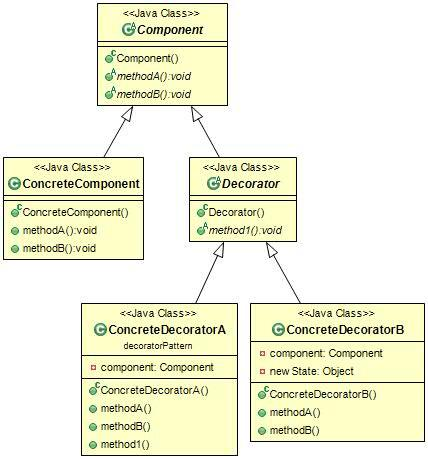 <<Java Class>>
Component
Component()
methodA():void
methodB():void
<<Java Class>>
ConcreteComponent
ConcreteComponent()
methodA():void
methodB():void
<<Java Class>>
Decorator
Decorator()
method1():void
<<Java Class>>
ConcreteDecoratorA
decoratorPattern
component: Component
ConcreteDecoratorA()
methodA()
methodB()
method1()
<<Java Class>>
ConcreteDecoratorB
component: Component
new State: Object
ConcreteDecoratorB()
methodA()
methodB()